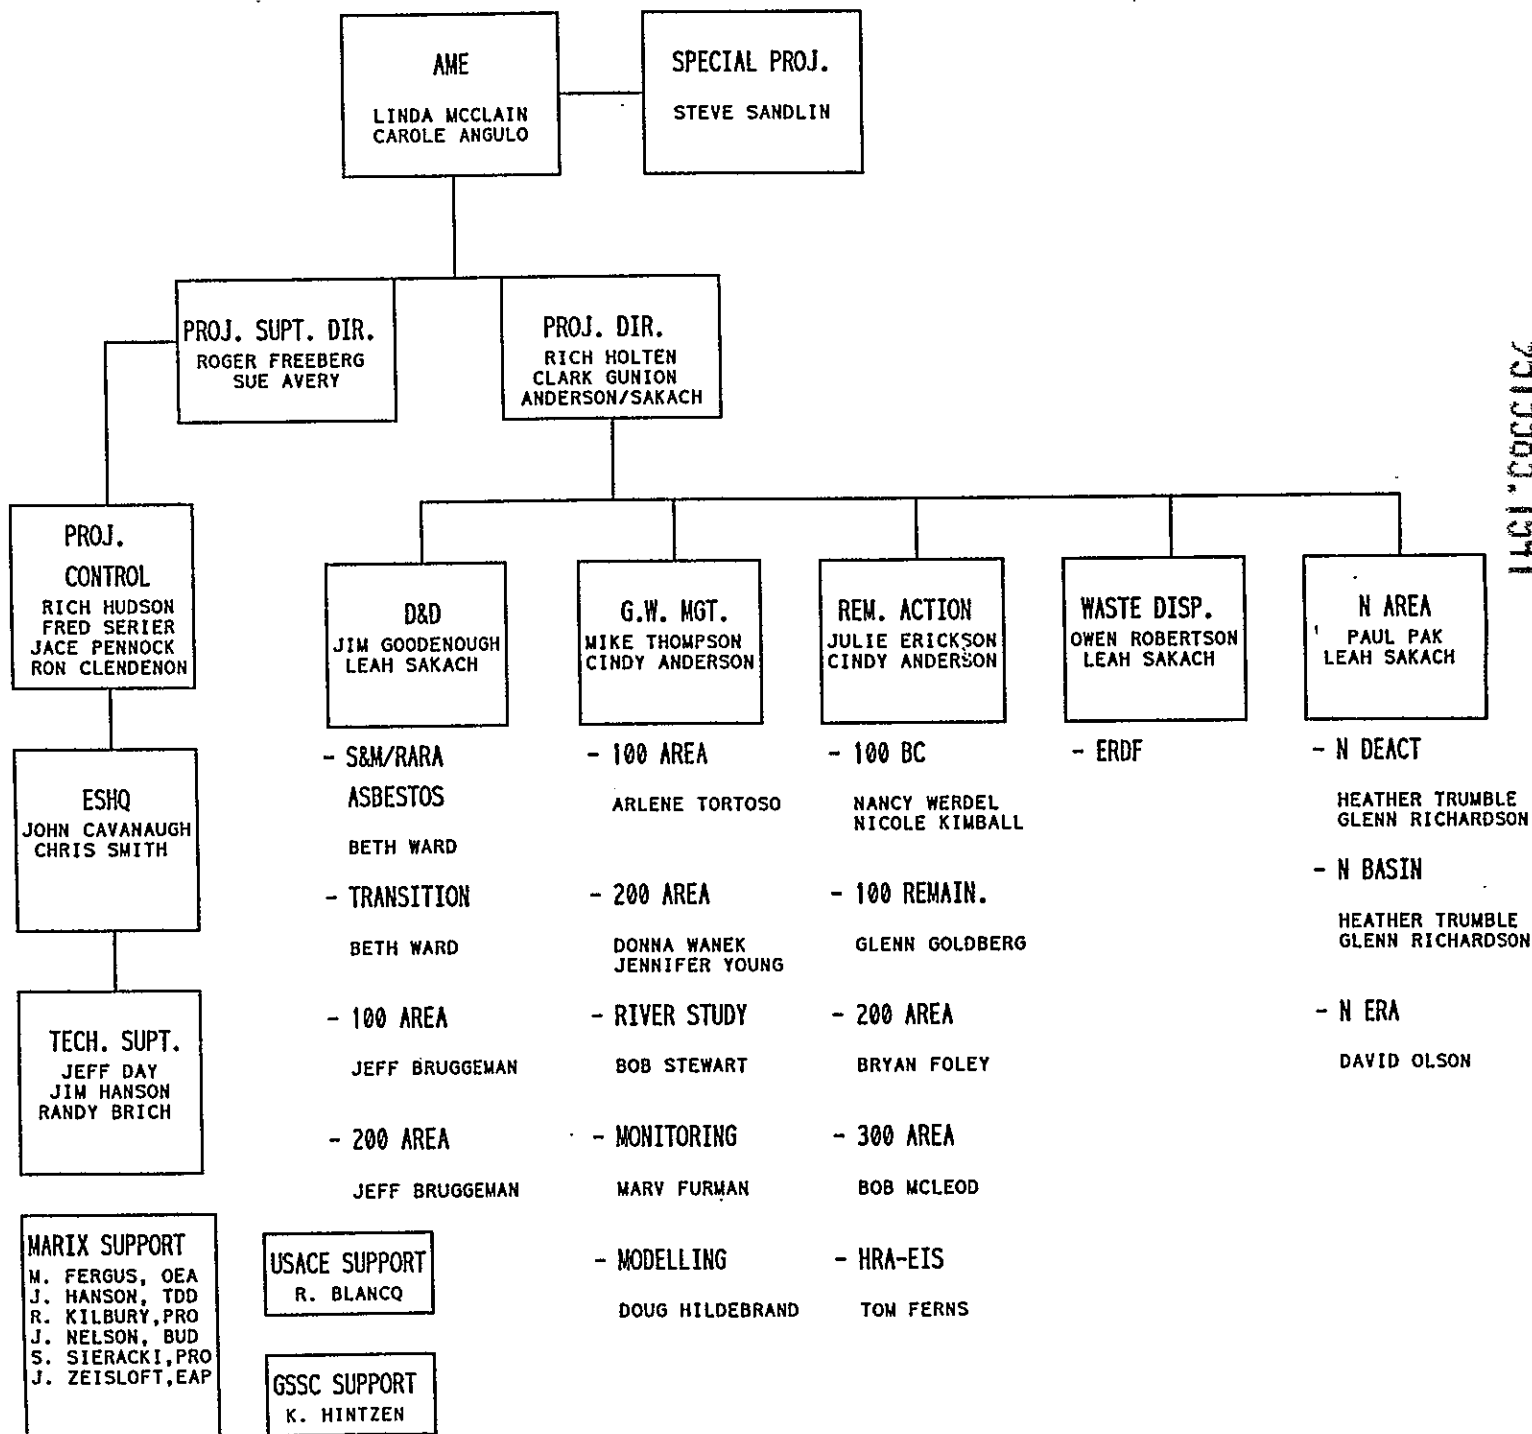 AME
LINDA MCCLAIN
CAROLE ANGULO
SPECIAL PROJ.
STEVE SANDLIN
PROJ. SUPT. DIR.
ROGER FREEBERG
SUE AVERY
PROJ. DIR.
RICH HOLTEN
CLARK GUNION
ANDERSON/SAKACH
PROJ.
CONTROL
RICH HUDSON
FRED SERIER
JACE PENNOCK
RON CLENDENON
ESHQ
JOHN CAVANAUGH
CHRIS SMITH
TECH. SUPT.
JEFF DAY
JIM HANSON
RANDY BRICH
MARIX SUPPORT
M. FERGUS, OEA
J. HANSON, TDD
R. KILBURY,PRO
J. NELSON, BUD
S. SIERACKI,PRO
J. ZEISLOFT,EAP
D&D
JIM GOODENOUGH
LEAH SAKACH
- S&M/RARA
ASBESTOS
BETH WARD
- TRANSITION
BETH WARD
- 100 AREA
JEFF BRUGGEMAN
- 200 AREA
JEFF BRUGGEMAN
USACE SUPPORT
R. BLANCQ
GSSC SUPPORT
K. HINTZEN
G.W. MGT.
MIKE THOMPSON
CINDY ANDERSON
- 100 AREA
ARLENE TORTOSO
- 200 AREA
DONNA WANEK
JENNIFER YOUNG
- RIVER STUDY
BOB STEWART
- MONITORING
MARV FURMAN
- MODELLING
DOUG HILDEBRAND
REM. ACTION
JULIE ERICKSON
CINDY ANDERSON
- 100 BC
NANCY WERDEL
NICOLE KIMBALL
- 100 REMAIN.
GLENN GOLDBERG
- 200 AREA
BRYAN FOLEY
- 300 AREA
BOB MCLEOD
- HRA-EIS
TOM FERNS
WASTE DISP.
OWEN ROBERTSON
LEAH SAKACH
- ERDF
N AREA
PAUL PAK
LEAH SAKACH
- N DEACT
HEATHER TRUMBLE
GLENN RICHARDSON
- N BASIN
HEATHER TRUMBLE
GLENN RICHARDSON
- N ERA
DAVID OLSON